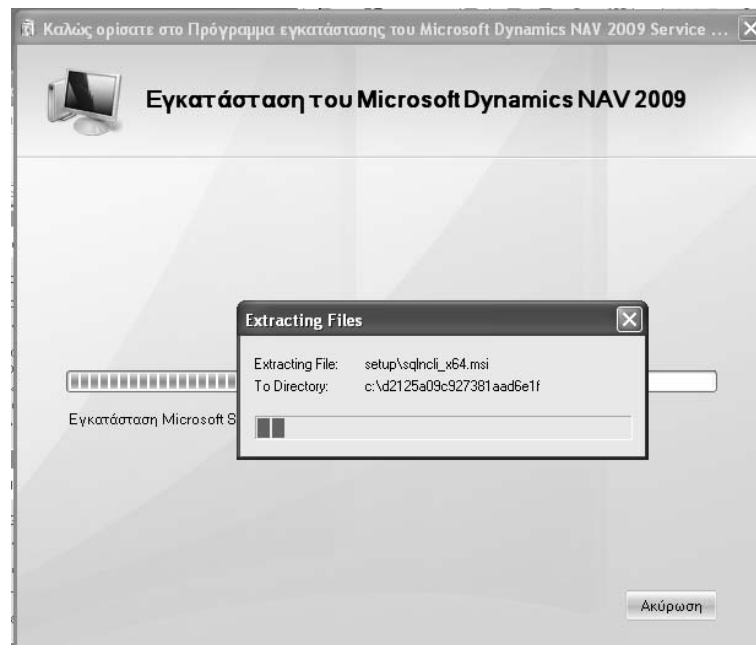 Καλώς ορίσατε στο Πρόγραμμα εγκατάστασης του Microsoft Dynamics NAV 2009 Service ...
Εγκατάσταση του Microsoft Dynamics NAV 2009
Extracting Files
Extracting File: setup\sqlncli_x64.msi
To Directory: c:\d2125a09c927381aad6e1f
Εγκατάσταση Microsoft S
Ακύρωση